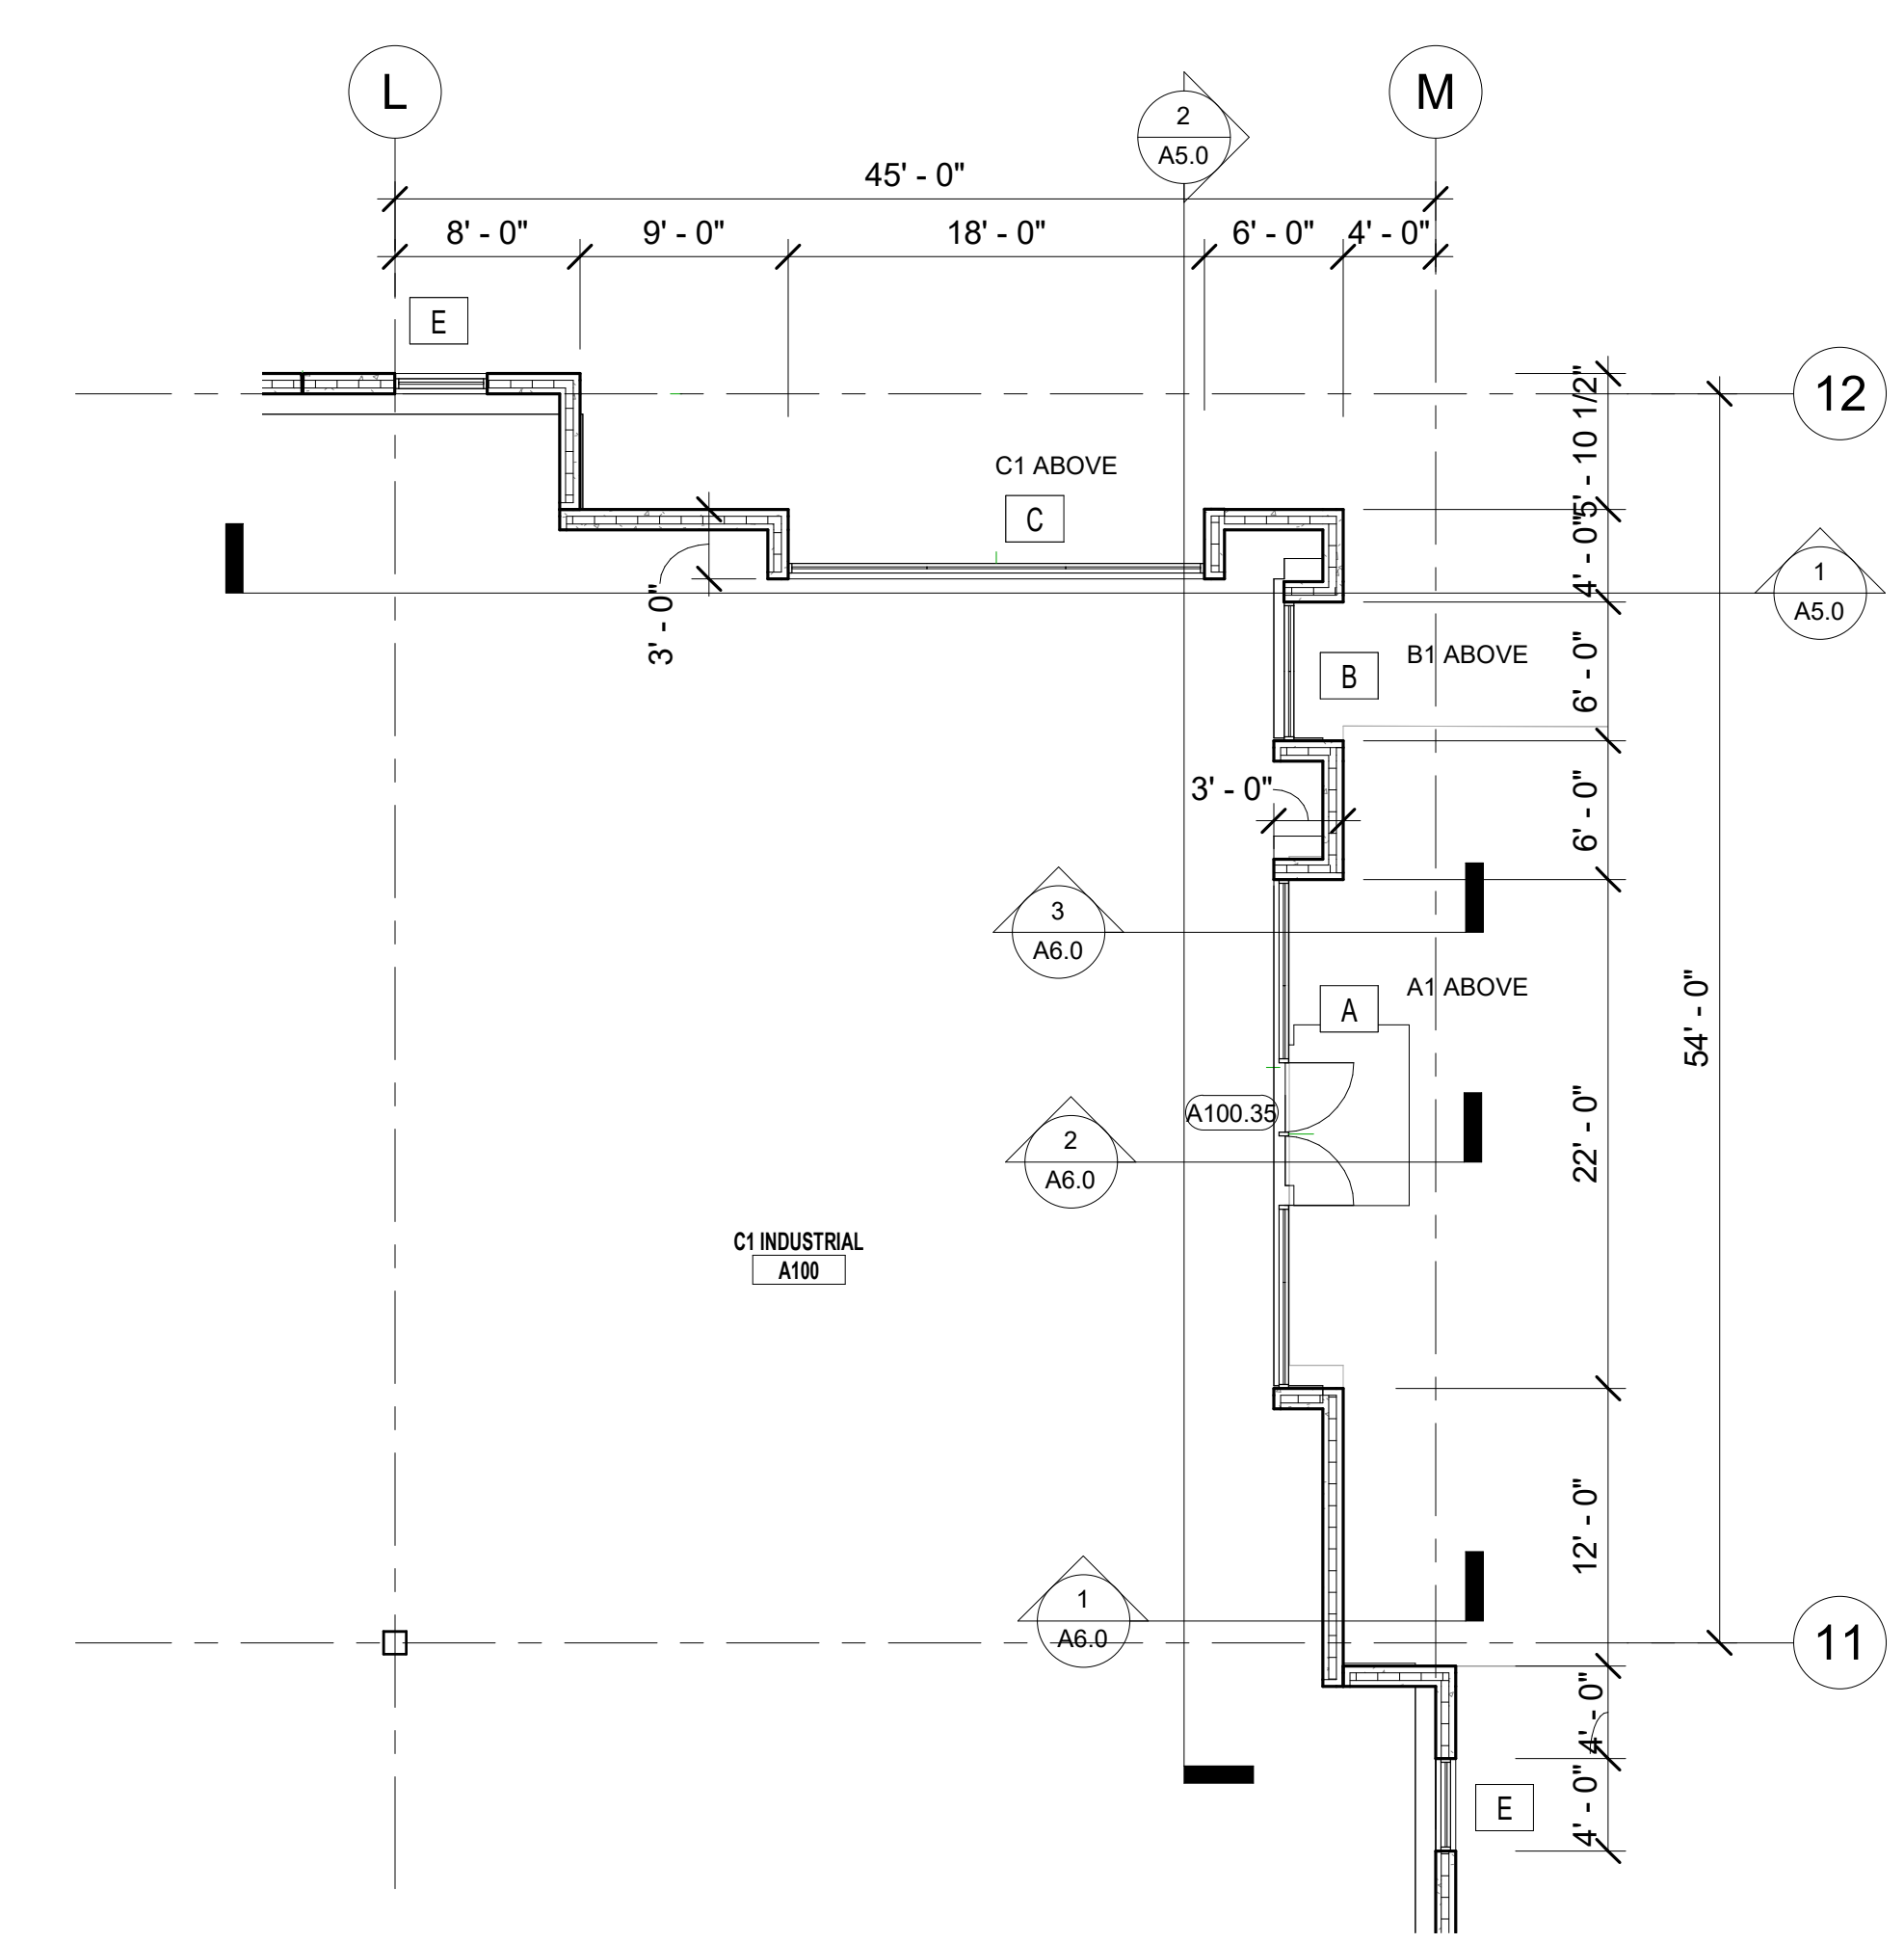 L
M
2
A5.0
45' - 0"
8' - 0"
9' - 0"
18' - 0"
6' - 0"
4' - 0"
E
12
5' - 10 1/2"
C1 ABOVE
C
4' - 0"
1
A5.0
3' - 0"
B1 ABOVE
B
6' - 0"
3' - 0"
6' - 0"
3
A6.0
A1 ABOVE
A
54' - 0"
A100.35
22' - 0"
2
A6.0
C1 INDUSTRIAL
A100
12' - 0"
1
A6.0
11
4' - 0"
E
4' - 0"